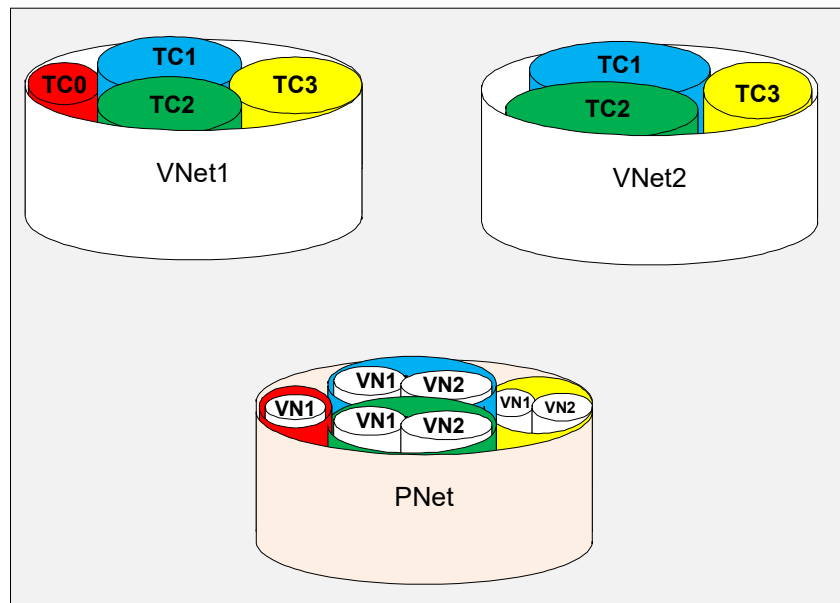 TC0
TC1
TC2
TC3
VNet1
TC1
TC2
TC3
VNet2
VN1
VN1
VN2
VN1
VN2
VN1
VN2
PNet